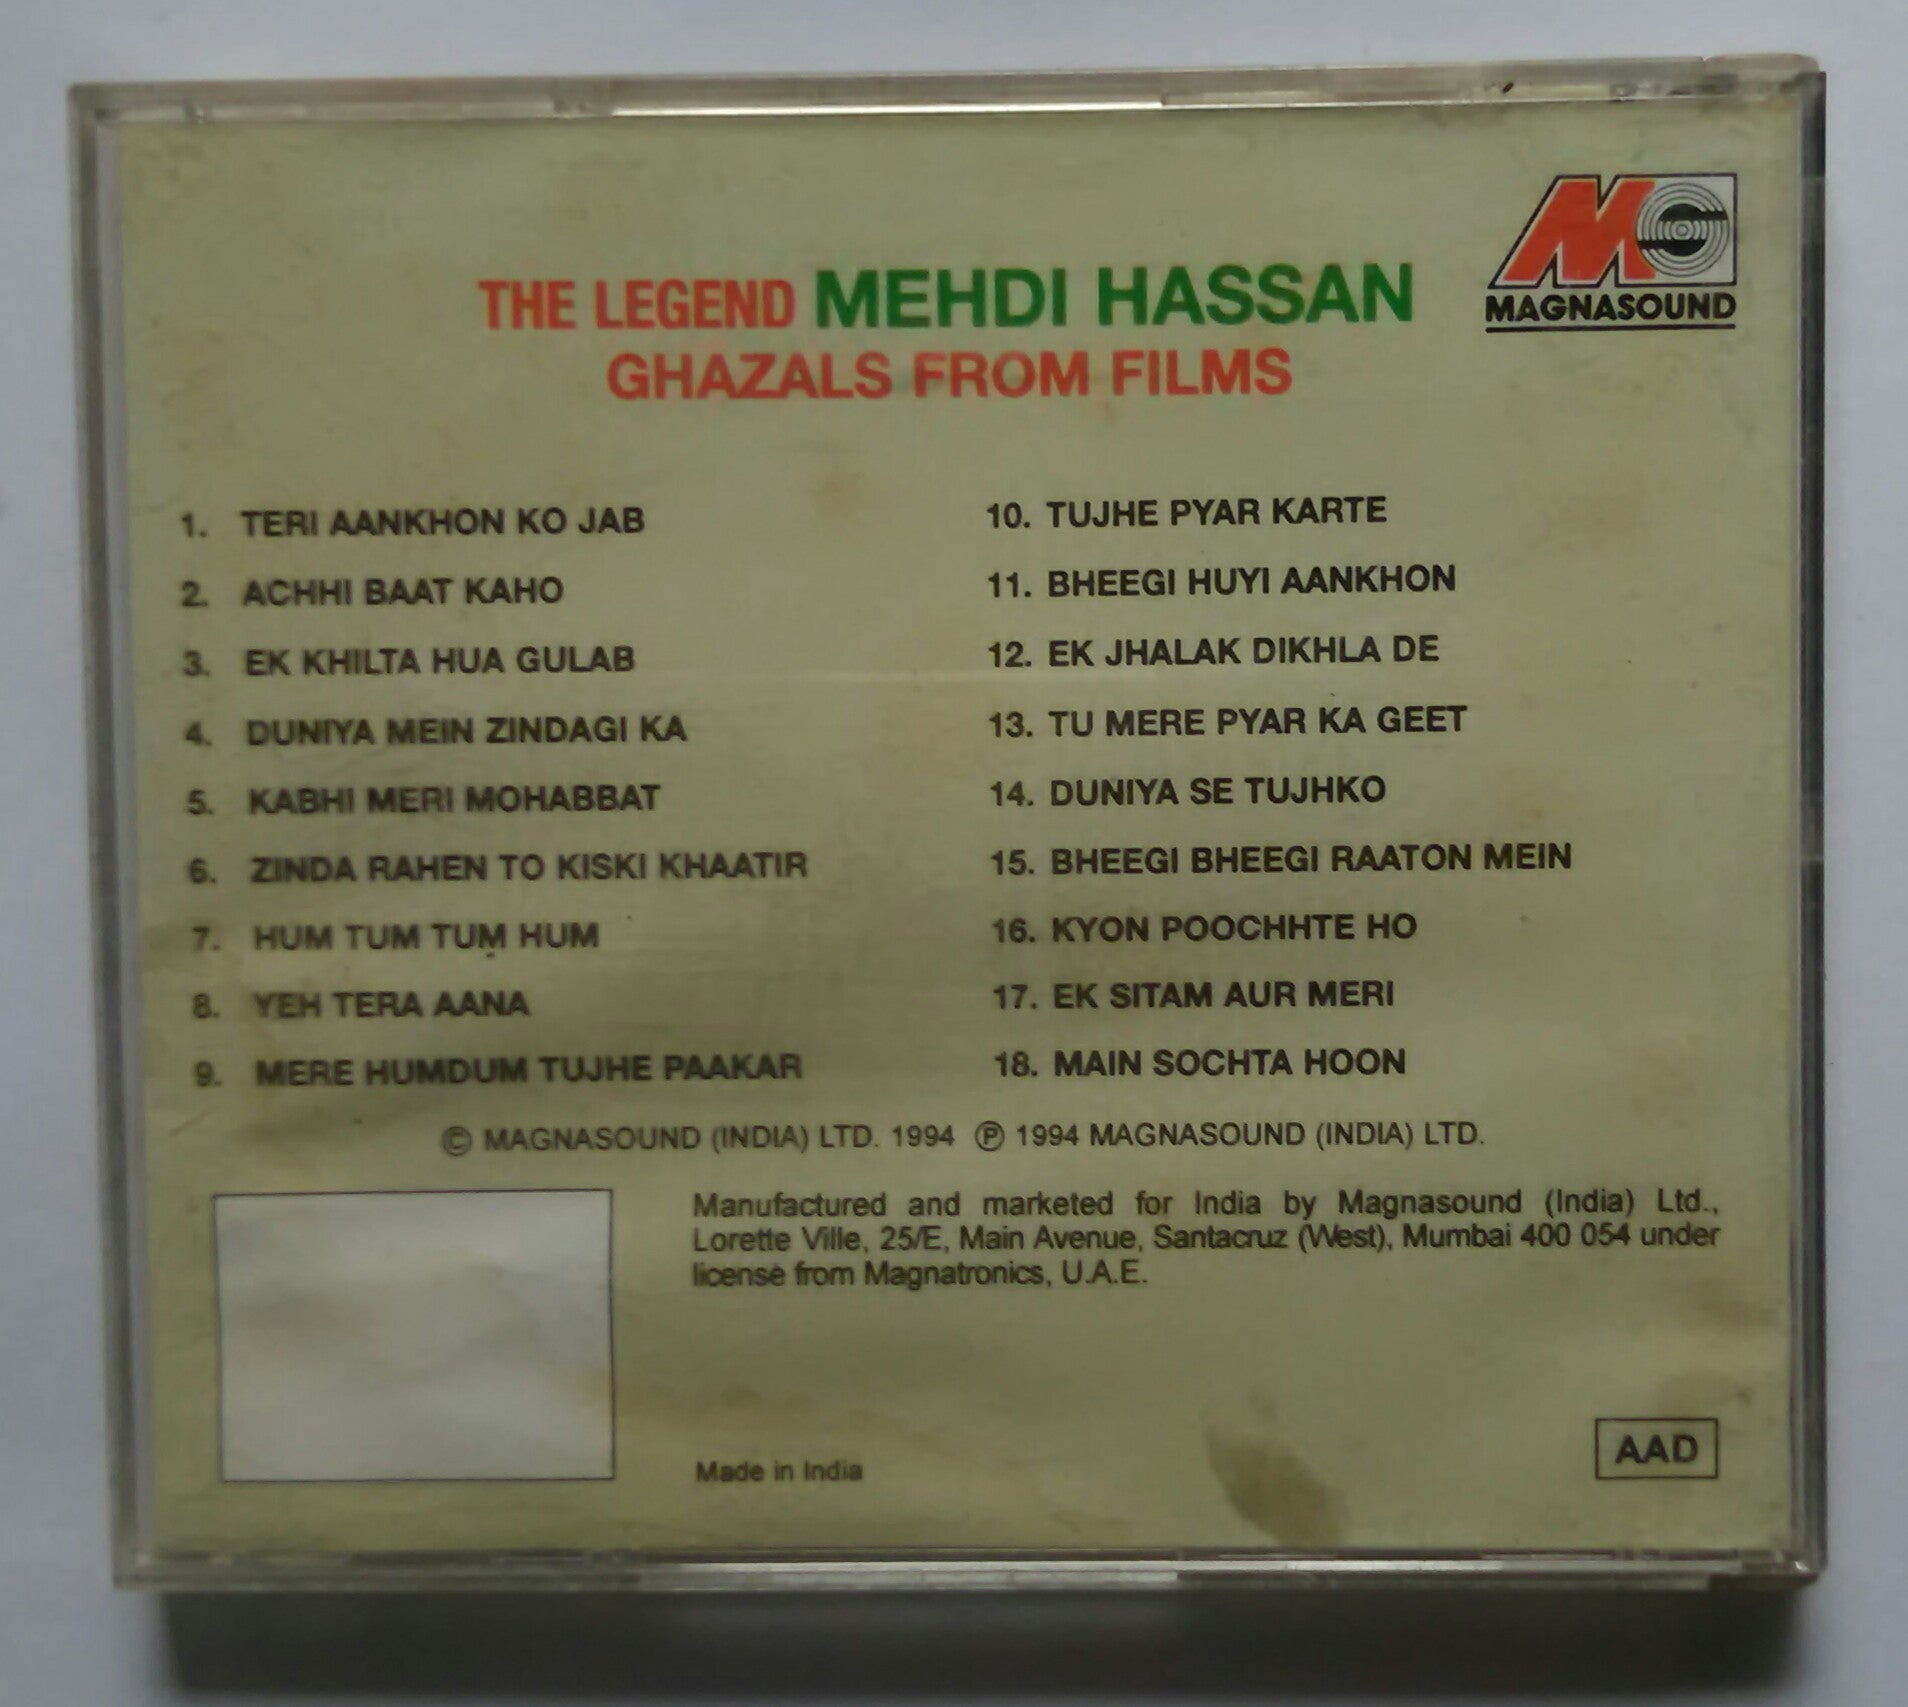 MAGNASOUND
THE LEGEND MEHDI HASSAN
GHAZALS FROM FILMS
1. TERI AANKHON KO JAB
2. ACHHI BAAT KAHO
3. EK KHILTA HUA GULAB
4. DUNIYA MEIN ZINDAGI KA
5. KABHI MERI MOHABBAT
6. ZINDA RAHEN TO KISKI KHAATIR
7. HUM TUM TUM HUM
8. YEH TERA AANA
9. MERE HUMDUM TUJHE PAAKAR
10. TUJHE PYAR KARTE
11. BHEEGI HUYI AANKHON
12. EK JHALAK DIKHLA DE
13. TU MERE PYAR KA GEET
14. DUNIYA SE TUJHKO
15. BHEEGI BHEEGI RAATON MEIN
16. KYON POOCHHTE HO
17. EK SITAM AUR MERI
18. MAIN SOCHTA HOON
© MAGNASOUND (INDIA) LTD. 1994 ℗ 1994 MAGNASOUND (INDIA) LTD.
Manufactured and marketed for India by Magnasound (India) Ltd.,
Lorette Ville, 25/E, Main Avenue, Santacruz (West), Mumbai 400 054 under
license from Magnatronics, U.A.E.
Made in India
AAD